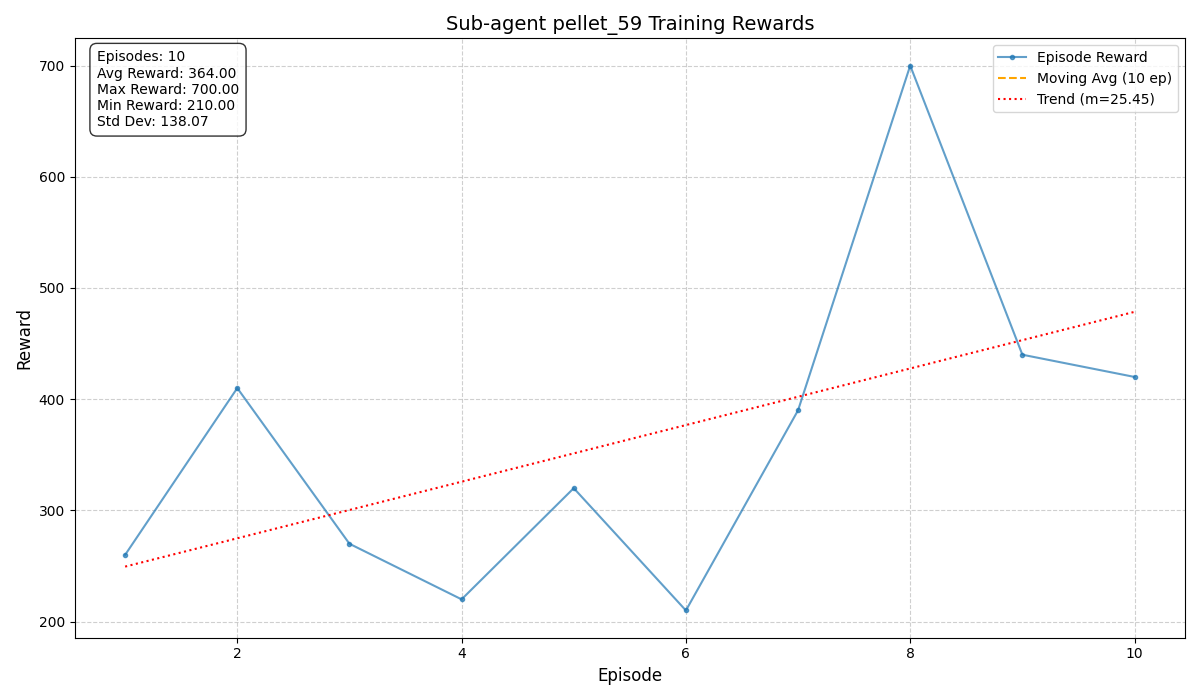 Sub-agent pellet_59 Training Rewards
Episodes: 10
Avg Reward: 364.00
Max Reward: 700.00
Min Reward: 210.00
Std Dev: 138.07
Episode Reward
Moving Avg (10 ep)
Trend (m=25.45)
Reward
700
600
500
400
300
200
2 4 6 8 10
Episode